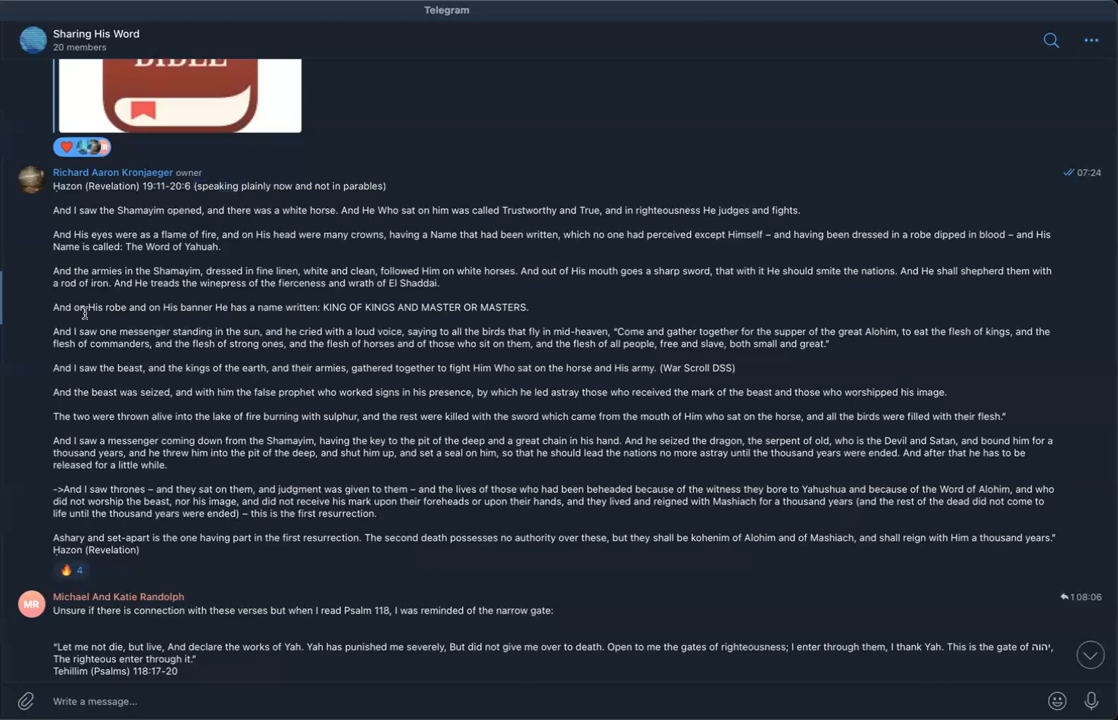 Telegram
Sharing His Word
20 members
BIBLE
Richard Aaron Kronjaeger owner
07:24
Ḥazon (Revelation) 19:11-20:6 (speaking plainly now and not in parables)
And I saw the Shamayim opened, and there was a white horse. And He Who sat on him was called Trustworthy and True, and in righteousness He judges and fights.
And His eyes were as a flame of fire, and on His head were many crowns, having a Name that had been written, which no one had perceived except Himself – and having been dressed in a robe dipped in blood – and His
Name is called: The Word of Yahuah.
And the armies in the Shamayim, dressed in fine linen, white and clean, followed Him on white horses. And out of His mouth goes a sharp sword, that with it He should smite the nations. And He shall shepherd them with
a rod of iron. And He treads the winepress of the fierceness and wrath of El Shaddai.
And on His robe and on His banner He has a name written: KING OF KINGS AND MASTER OR MASTERS.
And I saw one messenger standing in the sun, and he cried with a loud voice, saying to all the birds that fly in mid-heaven, “Come and gather together for the supper of the great Alohim, to eat the flesh of kings, and the
flesh of commanders, and the flesh of strong ones, and the flesh of horses and of those who sit on them, and the flesh of all people, free and slave, both small and great.”
And I saw the beast, and the kings of the earth, and their armies, gathered together to fight Him Who sat on the horse and His army. (War Scroll DSS)
And the beast was seized, and with him the false prophet who worked signs in his presence, by which he led astray those who received the mark of the beast and those who worshipped his image.
The two were thrown alive into the lake of fire burning with sulphur, and the rest were killed with the sword which came from the mouth of Him who sat on the horse, and all the birds were filled with their flesh.”
And I saw a messenger coming down from the Shamayim, having the key to the pit of the deep and a great chain in his hand. And he seized the dragon, the serpent of old, who is the Devil and Satan, and bound him for a
thousand years, and he threw him into the pit of the deep, and shut him up, and set a seal on him, so that he should lead the nations no more astray until the thousand years were ended. And after that he has to be
released for a little while.
->And I saw thrones – and they sat on them, and judgment was given to them – and the lives of those who had been beheaded because of the witness they bore to Yahushua and because of the Word of Alohim, and who
did not worship the beast, nor his image, and did not receive his mark upon their foreheads or upon their hands, and they lived and reigned with Mashiach for a thousand years (and the rest of the dead did not come to
life until the thousand years were ended) – this is the first resurrection.
Ashary and set-apart is the one having part in the first resurrection. The second death possesses no authority over these, but they shall be kohenim of Alohim and of Mashiach, and shall reign with Him a thousand years.”
Ḥazon (Revelation)
4
MR
Michael And Katie Randolph
1 08:06
Unsure if there is connection with these verses but when I read Psalm 118, I was reminded of the narrow gate:
“Let me not die, but live, And declare the works of Yah. Yah has punished me severely, But did not give me over to death. Open to me the gates of righteousness; I enter through them, I thank Yah. This is the gate of יהוה,
The righteous enter through it.”
Tehillim (Psalms) 118:17-20
Write a message...